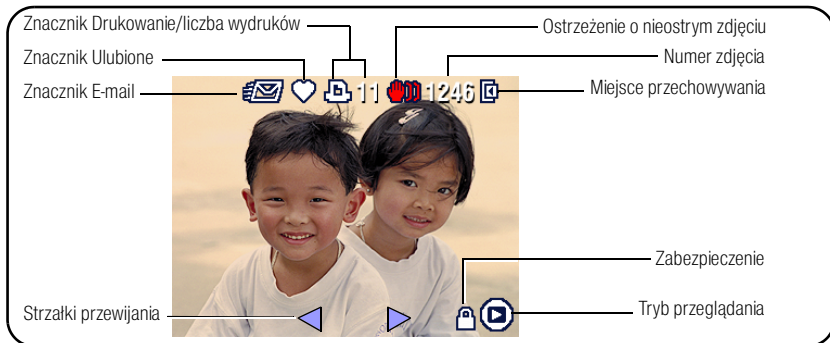 Znacznik Drukowanie/liczba wydruków
Ostrzeżenie o nieostrym zdjęciu
Znacznik Ulubione
Numer zdjęcia
Znacznik E-mail
11
1246
Miejsce przechowywania
Zabezpieczenie
Strzałki przewijania
Tryb przeglądania